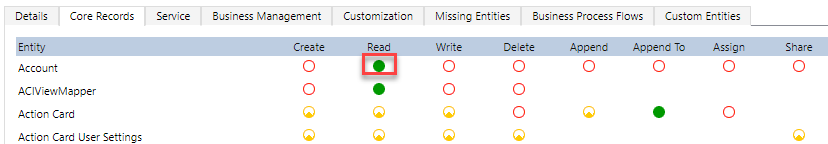 Details Core Records Service Business Management Customization Missing Entities Business Process Flows Custom Entities
Entity Create Read Write Delete Append Append To Assign Share
Account
ACIViewMapper
Action Card
Action Card User Settings